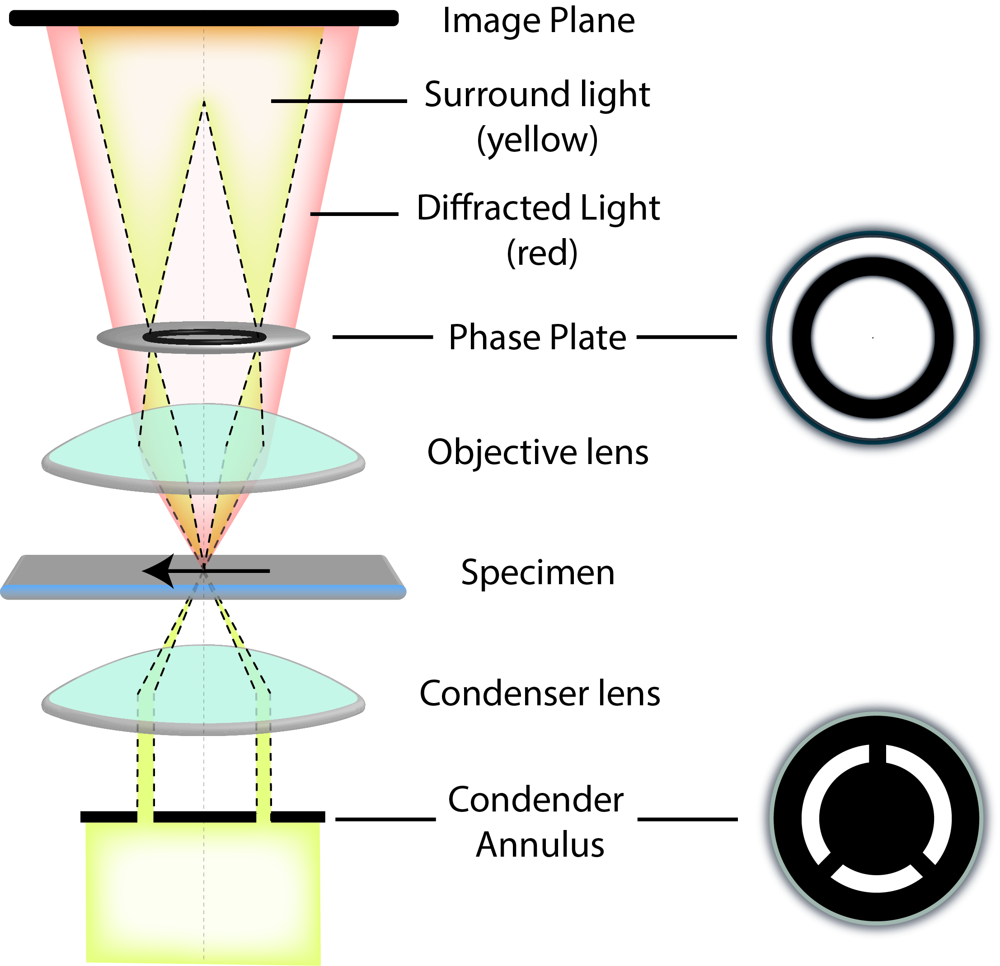 Image Plane
Surround light
(yellow)
Diffracted Light
(red)
Phase Plate
Objective lens
Specimen
Condenser lens
Condender
Annulus